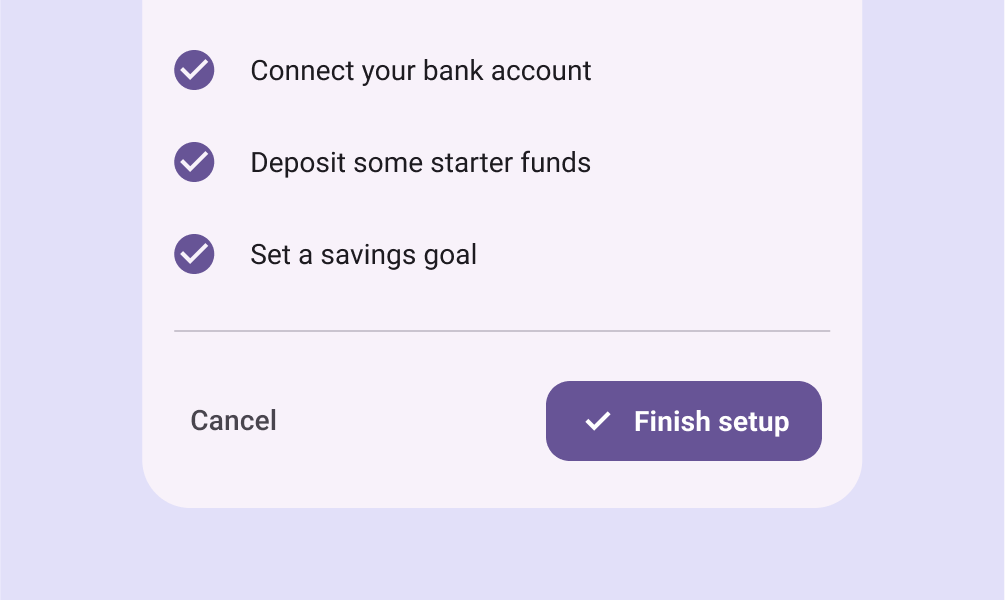 Connect your bank account
Deposit some starter funds
Set a savings goal
Cancel
Finish setup